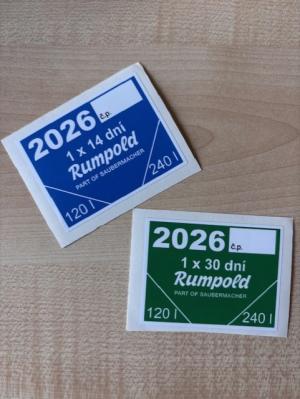 2026 č.p.
1 x 14 dní
Rumpold
PART OF SAUBERMACHER
120 l 240 l
2026 č.p.
1 x 30 dní
Rumpold
PART OF SAUBERMACHER
120 l 240 l